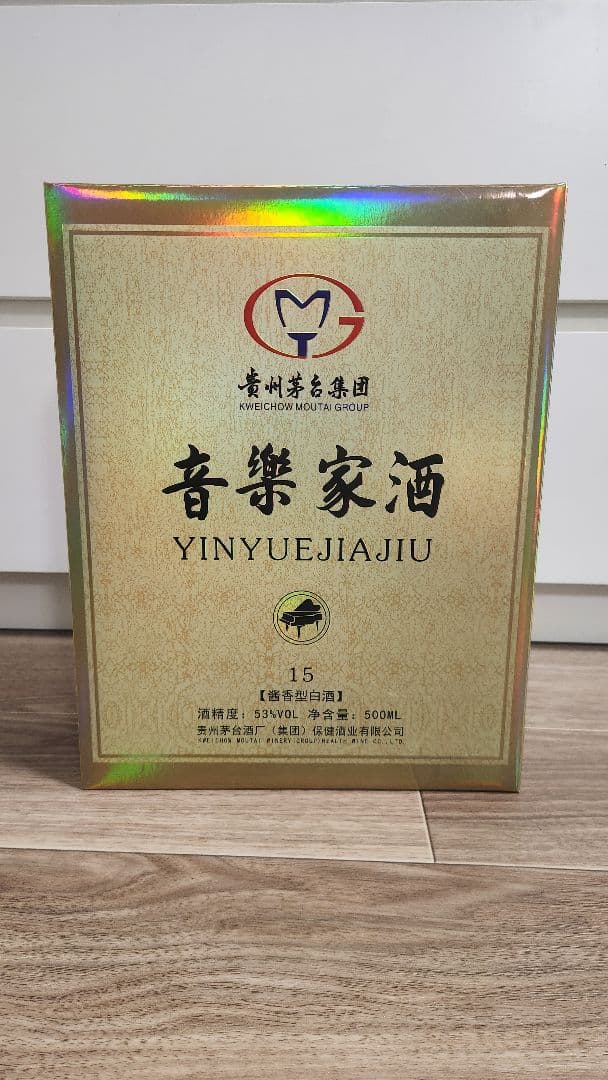 MG
贵州茅台集团
KWEICHOW MOUTAI GROUP
音樂家酒
YINYUEJIAJIU
15
【酱香型白酒】
酒精度：53%VOL 净含量：500ML
贵州茅台酒厂（集团）保健酒业有限公司
KWEICHOW MOUTAI WINERY(GROUP)HEALTH WINE CO.,LTD.